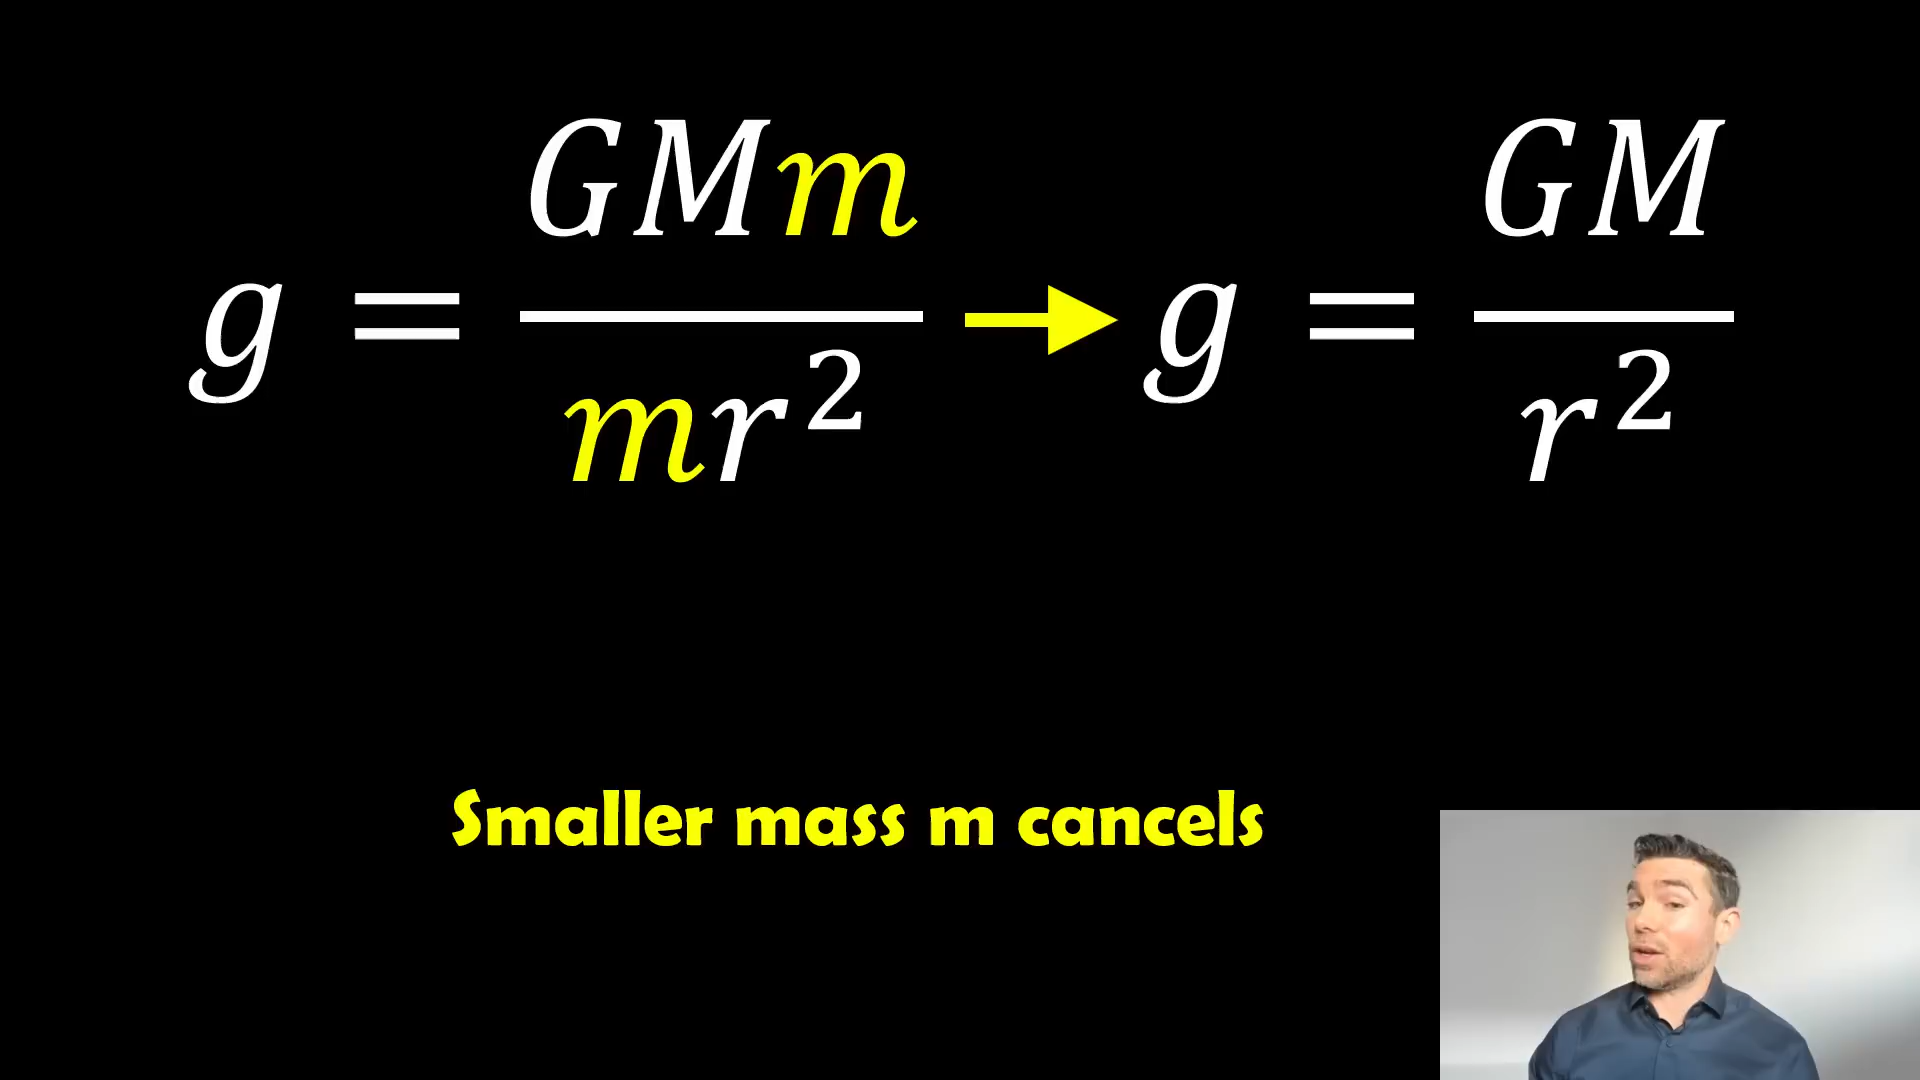 g = GMm / mr² → g = GM / r²
Smaller mass m cancels